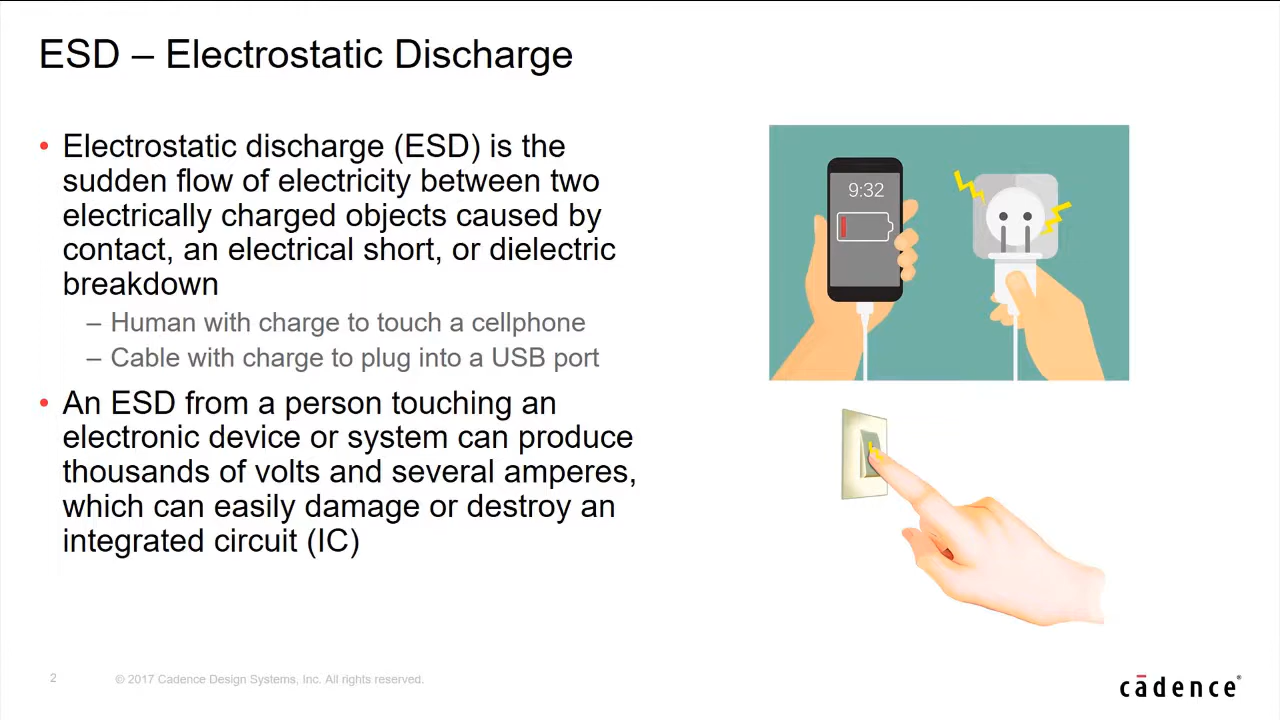 ESD – Electrostatic Discharge
• Electrostatic discharge (ESD) is the
sudden flow of electricity between two
electrically charged objects caused by
contact, an electrical short, or dielectric
breakdown
– Human with charge to touch a cellphone
– Cable with charge to plug into a USB port
• An ESD from a person touching an
electronic device or system can produce
thousands of volts and several amperes,
which can easily damage or destroy an
integrated circuit (IC)
9:32
2
© 2017 Cadence Design Systems, Inc. All rights reserved.
cādence®